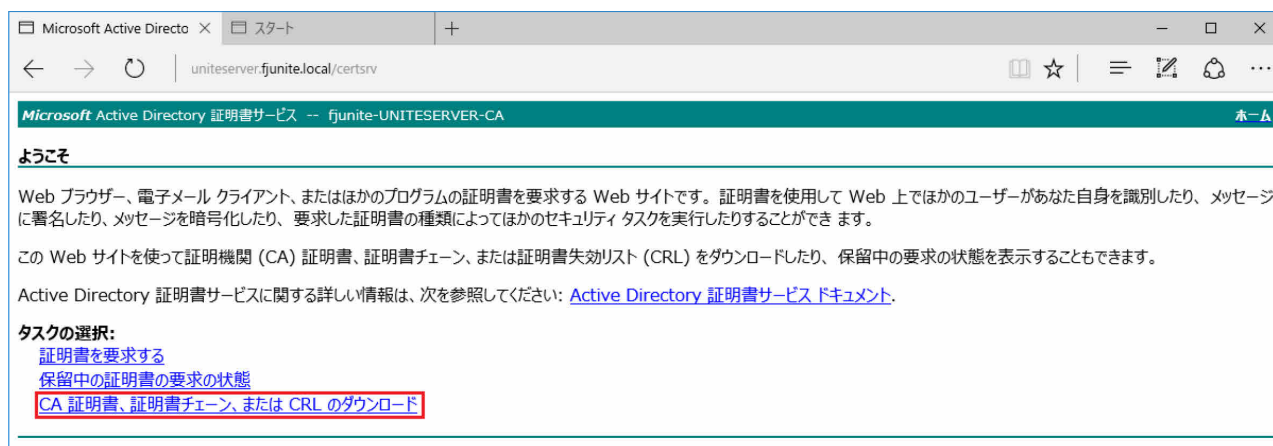 Microsoft Active Directo
スタート
uniteserver.fjunite.local/certsrv
Microsoft Active Directory 証明書サービス -- fjunite-UNITESERVER-CA
ホーム
ようこそ
Web ブラウザー、電子メール クライアント、またはほかのプログラムの証明書を要求する Web サイトです。証明書を使用して Web 上でほかのユーザーがあなた自身を識別したり、メッセージ
に署名したり、メッセージを暗号化したり、要求した証明書の種類によってほかのセキュリティ タスクを実行したりすることができ ます。
この Web サイトを使って証明機関 (CA) 証明書、証明書チェーン、または証明書失効リスト (CRL) をダウンロードしたり、保留中の要求の状態を表示することもできます。
Active Directory 証明書サービスに関する詳しい情報は、次を参照してください: Active Directory 証明書サービス ドキュメント.
タスクの選択:
証明書を要求する
保留中の証明書の要求の状態
CA 証明書、証明書チェーン、または CRL のダウンロード